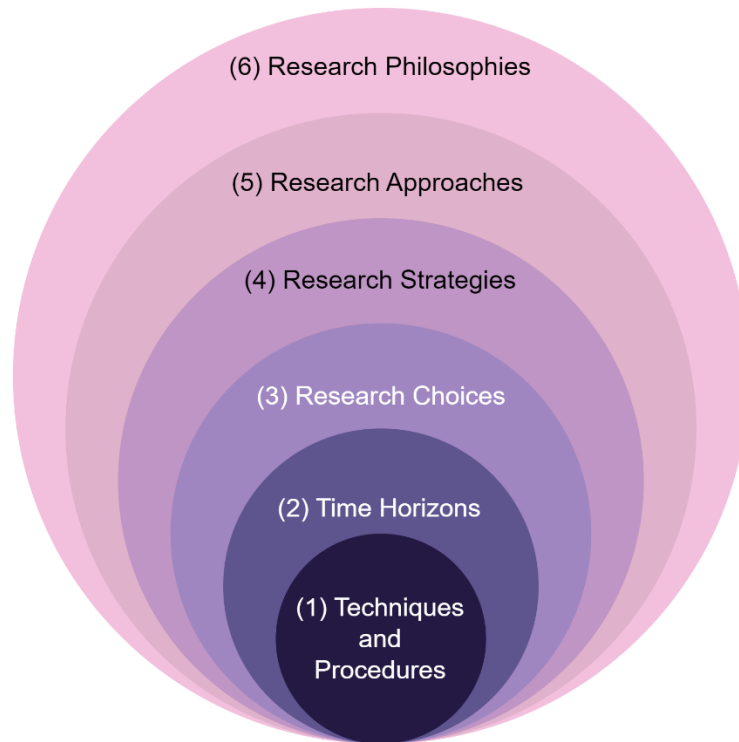 (6) Research Philosophies
(5) Research Approaches
(4) Research Strategies
(3) Research Choices
(2) Time Horizons
(1) Techniques
and
Procedures